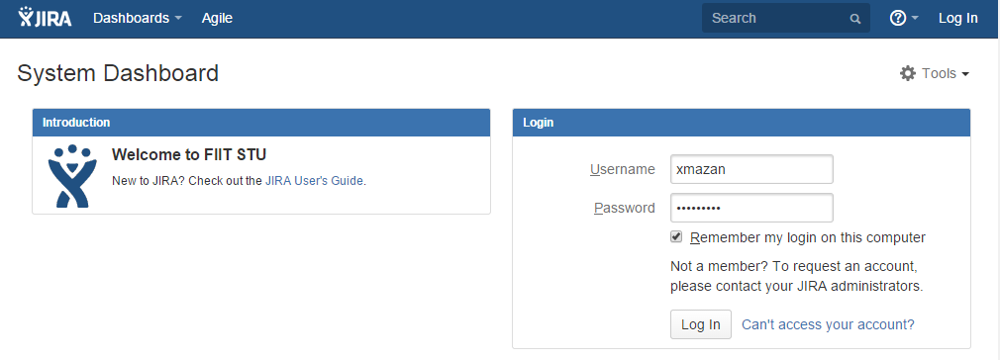 JIRA Dashboards Agile Search ? Log In
System Dashboard Tools
Introduction
Welcome to FIIT STU
New to JIRA? Check out the JIRA User's Guide.
Login
Username xmazan
Password •••••••••
Remember my login on this computer
Not a member? To request an account,
please contact your JIRA administrators.
Log In Can't access your account?